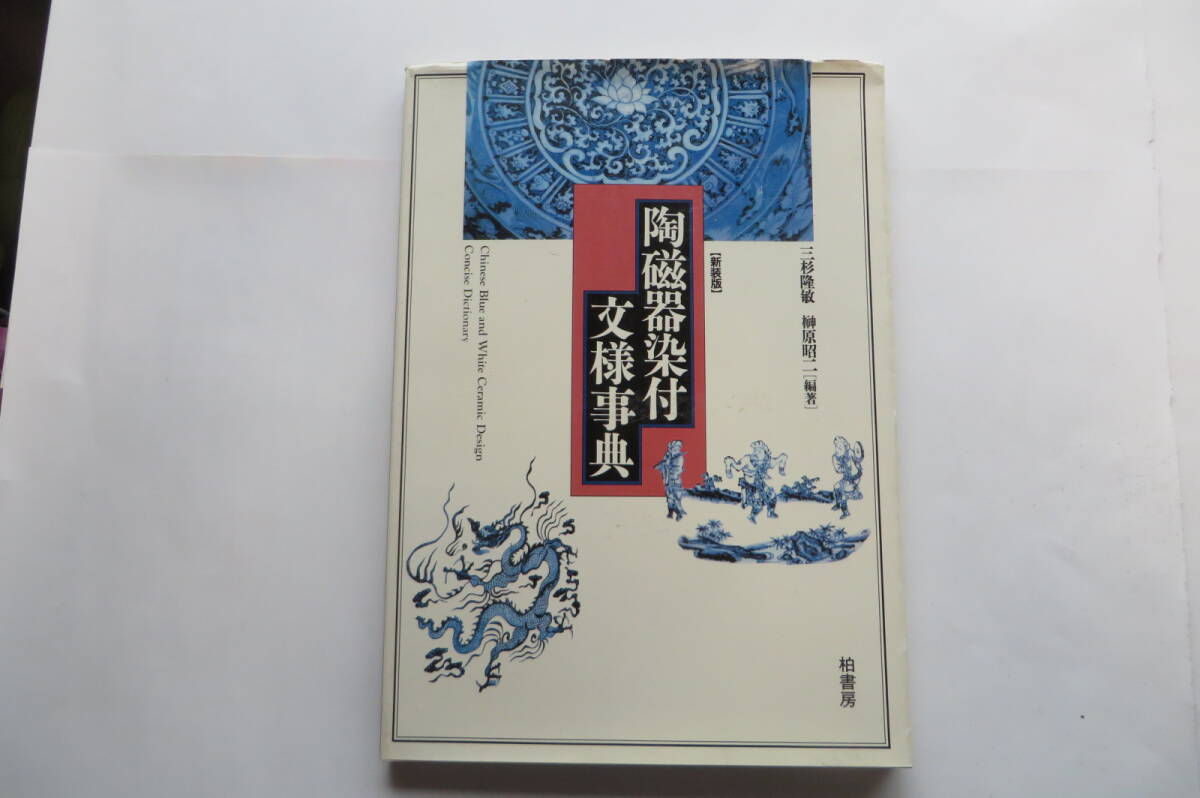 三杉隆敏 榊原昭二［編著］
【新装版】
陶磁器染付
文様事典
Chinese Blue and White Ceramic Design
Concise Dictionary
柏書房